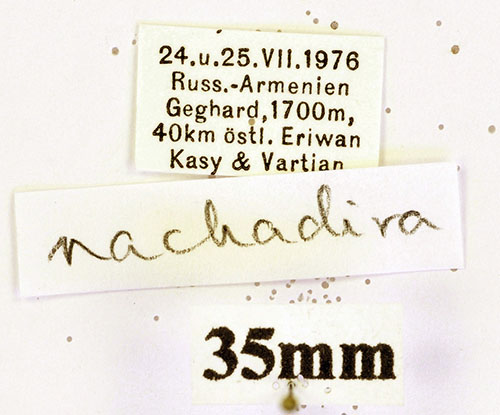 24.u.25.VII.1976
Russ.-Armenien
Geghard,1700m,
40km östl. Eriwan
Kasy & Vartian
nachadira
35mm